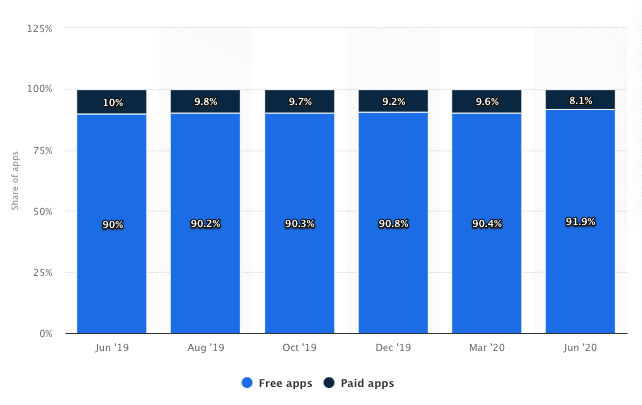 125%
100%
75%
50%
25%
0%
Share of apps
10% 9.8% 9.7% 9.2% 9.6% 8.1%
90% 90.2% 90.3% 90.8% 90.4% 91.9%
Jun '19 Aug '19 Oct '19 Dec '19 Mar '20 Jun '20
Free apps Paid apps